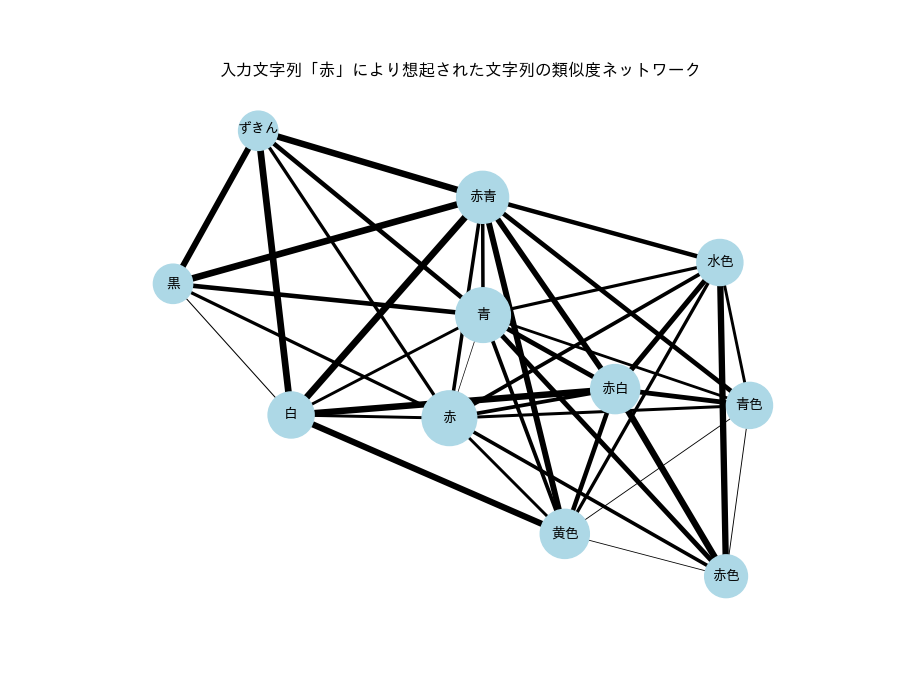 入力文字列「赤」により想起された文字列の類似度ネットワーク
ずきん
赤青
水色
黒
青
赤白
青色
白
赤
黄色
赤色